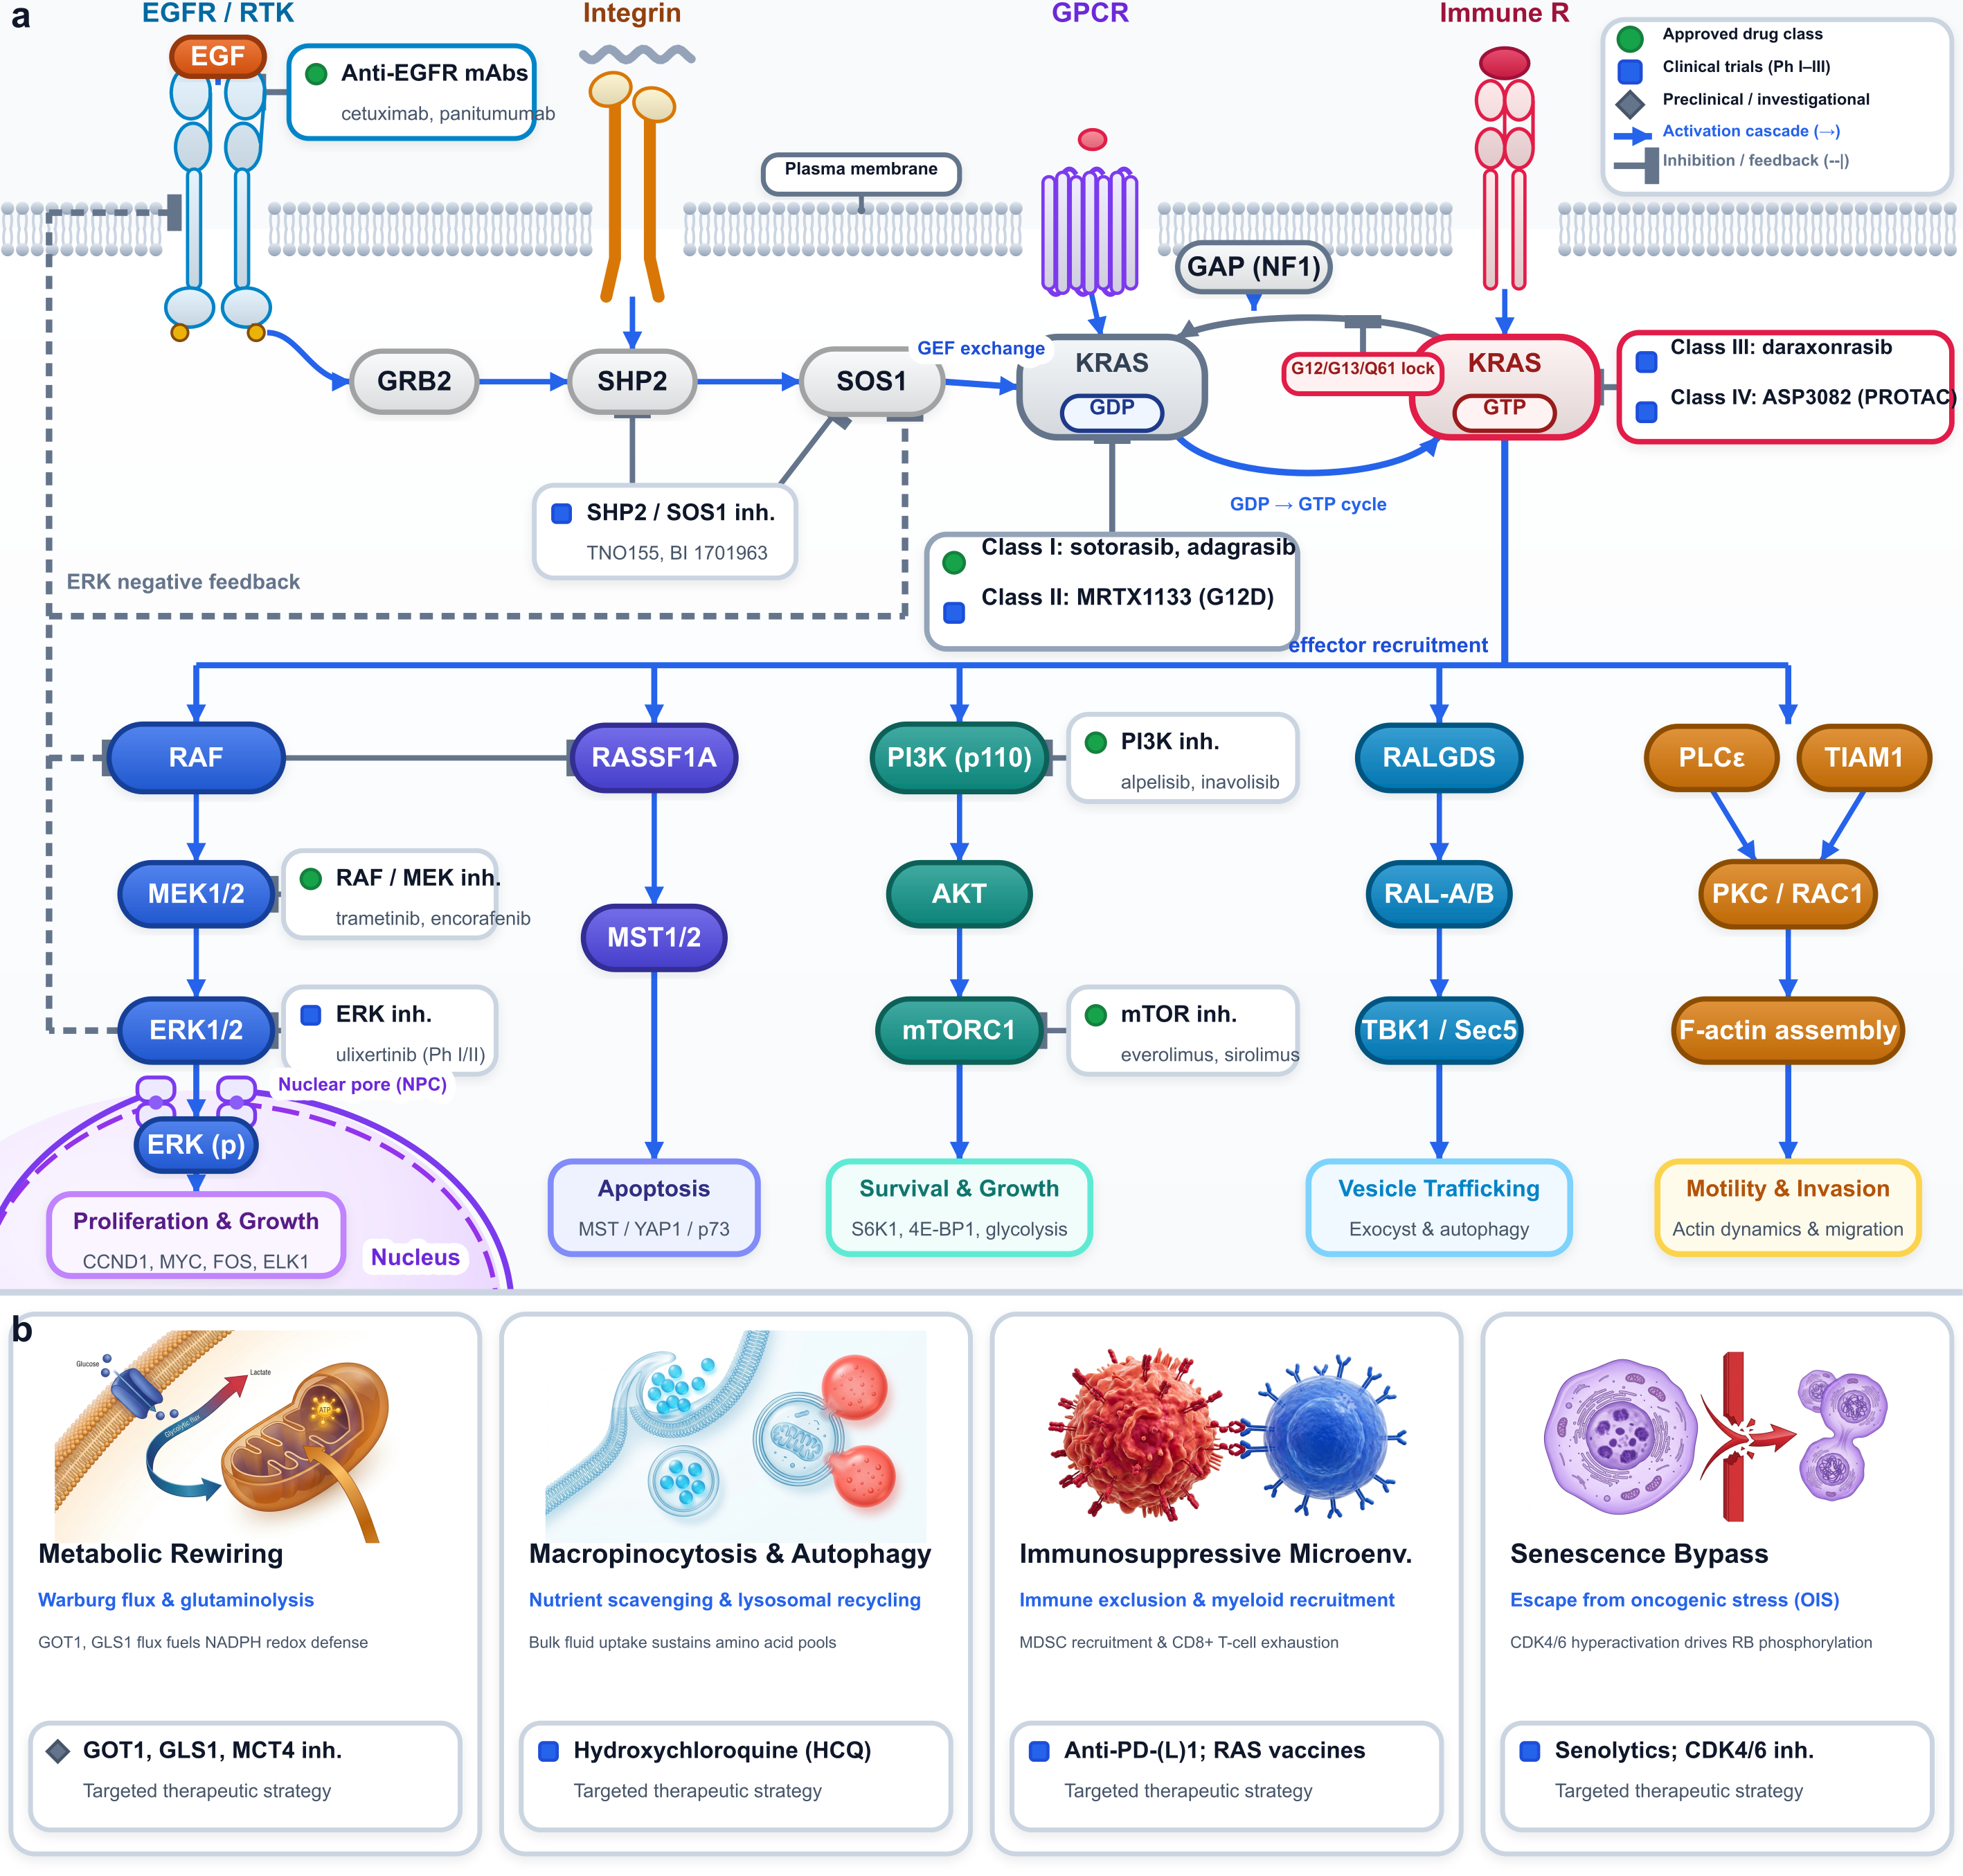 a
EGFR / RTK
Integrin
GPCR
Immune R
EGF
Anti-EGFR mAbs
cetuximab, panitumumab
Approved drug class
Clinical trials (Ph I–III)
Preclinical / investigational
Activation cascade (→)
Inhibition / feedback (--|)
Plasma membrane
GAP (NF1)
GRB2
SHP2
SOS1
GEF exchange
KRAS
GDP
G12/G13/Q61 lock
KRAS
GTP
Class III: daraxonrasib
Class IV: ASP3082 (PROTAC)
SHP2 / SOS1 inh.
TNO155, BI 1701963
GDP → GTP cycle
Class I: sotorasib, adagrasib
Class II: MRTX1133 (G12D)
ERK negative feedback
effector recruitment
RAF
RASSF1A
PI3K (p110)
PI3K inh.
alpelisib, inavolisib
RALGDS
PLCε
TIAM1
MEK1/2
RAF / MEK inh.
trametinib, encorafenib
MST1/2
AKT
RAL-A/B
PKC / RAC1
ERK1/2
ERK inh.
ulixertinib (Ph I/II)
mTORC1
mTOR inh.
everolimus, sirolimus
TBK1 / Sec5
F-actin assembly
Nuclear pore (NPC)
ERK (p)
Proliferation & Growth
CCND1, MYC, FOS, ELK1
Nucleus
Apoptosis
MST / YAP1 / p73
Survival & Growth
S6K1, 4E-BP1, glycolysis
Vesicle Trafficking
Exocyst & autophagy
Motility & Invasion
Actin dynamics & migration
b
Glucose
Lactate
Glycolytic flux
ATP
Metabolic Rewiring
Warburg flux & glutaminolysis
GOT1, GLS1 flux fuels NADPH redox defense
GOT1, GLS1, MCT4 inh.
Targeted therapeutic strategy
Macropinocytosis & Autophagy
Nutrient scavenging & lysosomal recycling
Bulk fluid uptake sustains amino acid pools
Hydroxychloroquine (HCQ)
Targeted therapeutic strategy
Immunosuppressive Microenv.
Immune exclusion & myeloid recruitment
MDSC recruitment & CD8+ T-cell exhaustion
Anti-PD-(L)1; RAS vaccines
Targeted therapeutic strategy
Senescence Bypass
Escape from oncogenic stress (OIS)
CDK4/6 hyperactivation drives RB phosphorylation
Senolytics; CDK4/6 inh.
Targeted therapeutic strategy